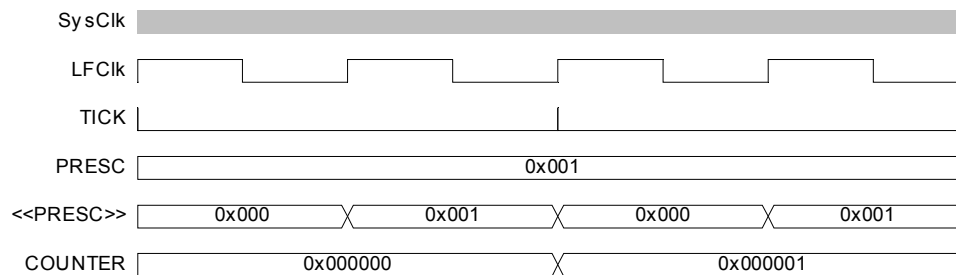 SysClk
LFClk
TICK
PRESC 0x001
<<PRESC>> 0x000 0x001 0x000 0x001
COUNTER 0x000000 0x000001